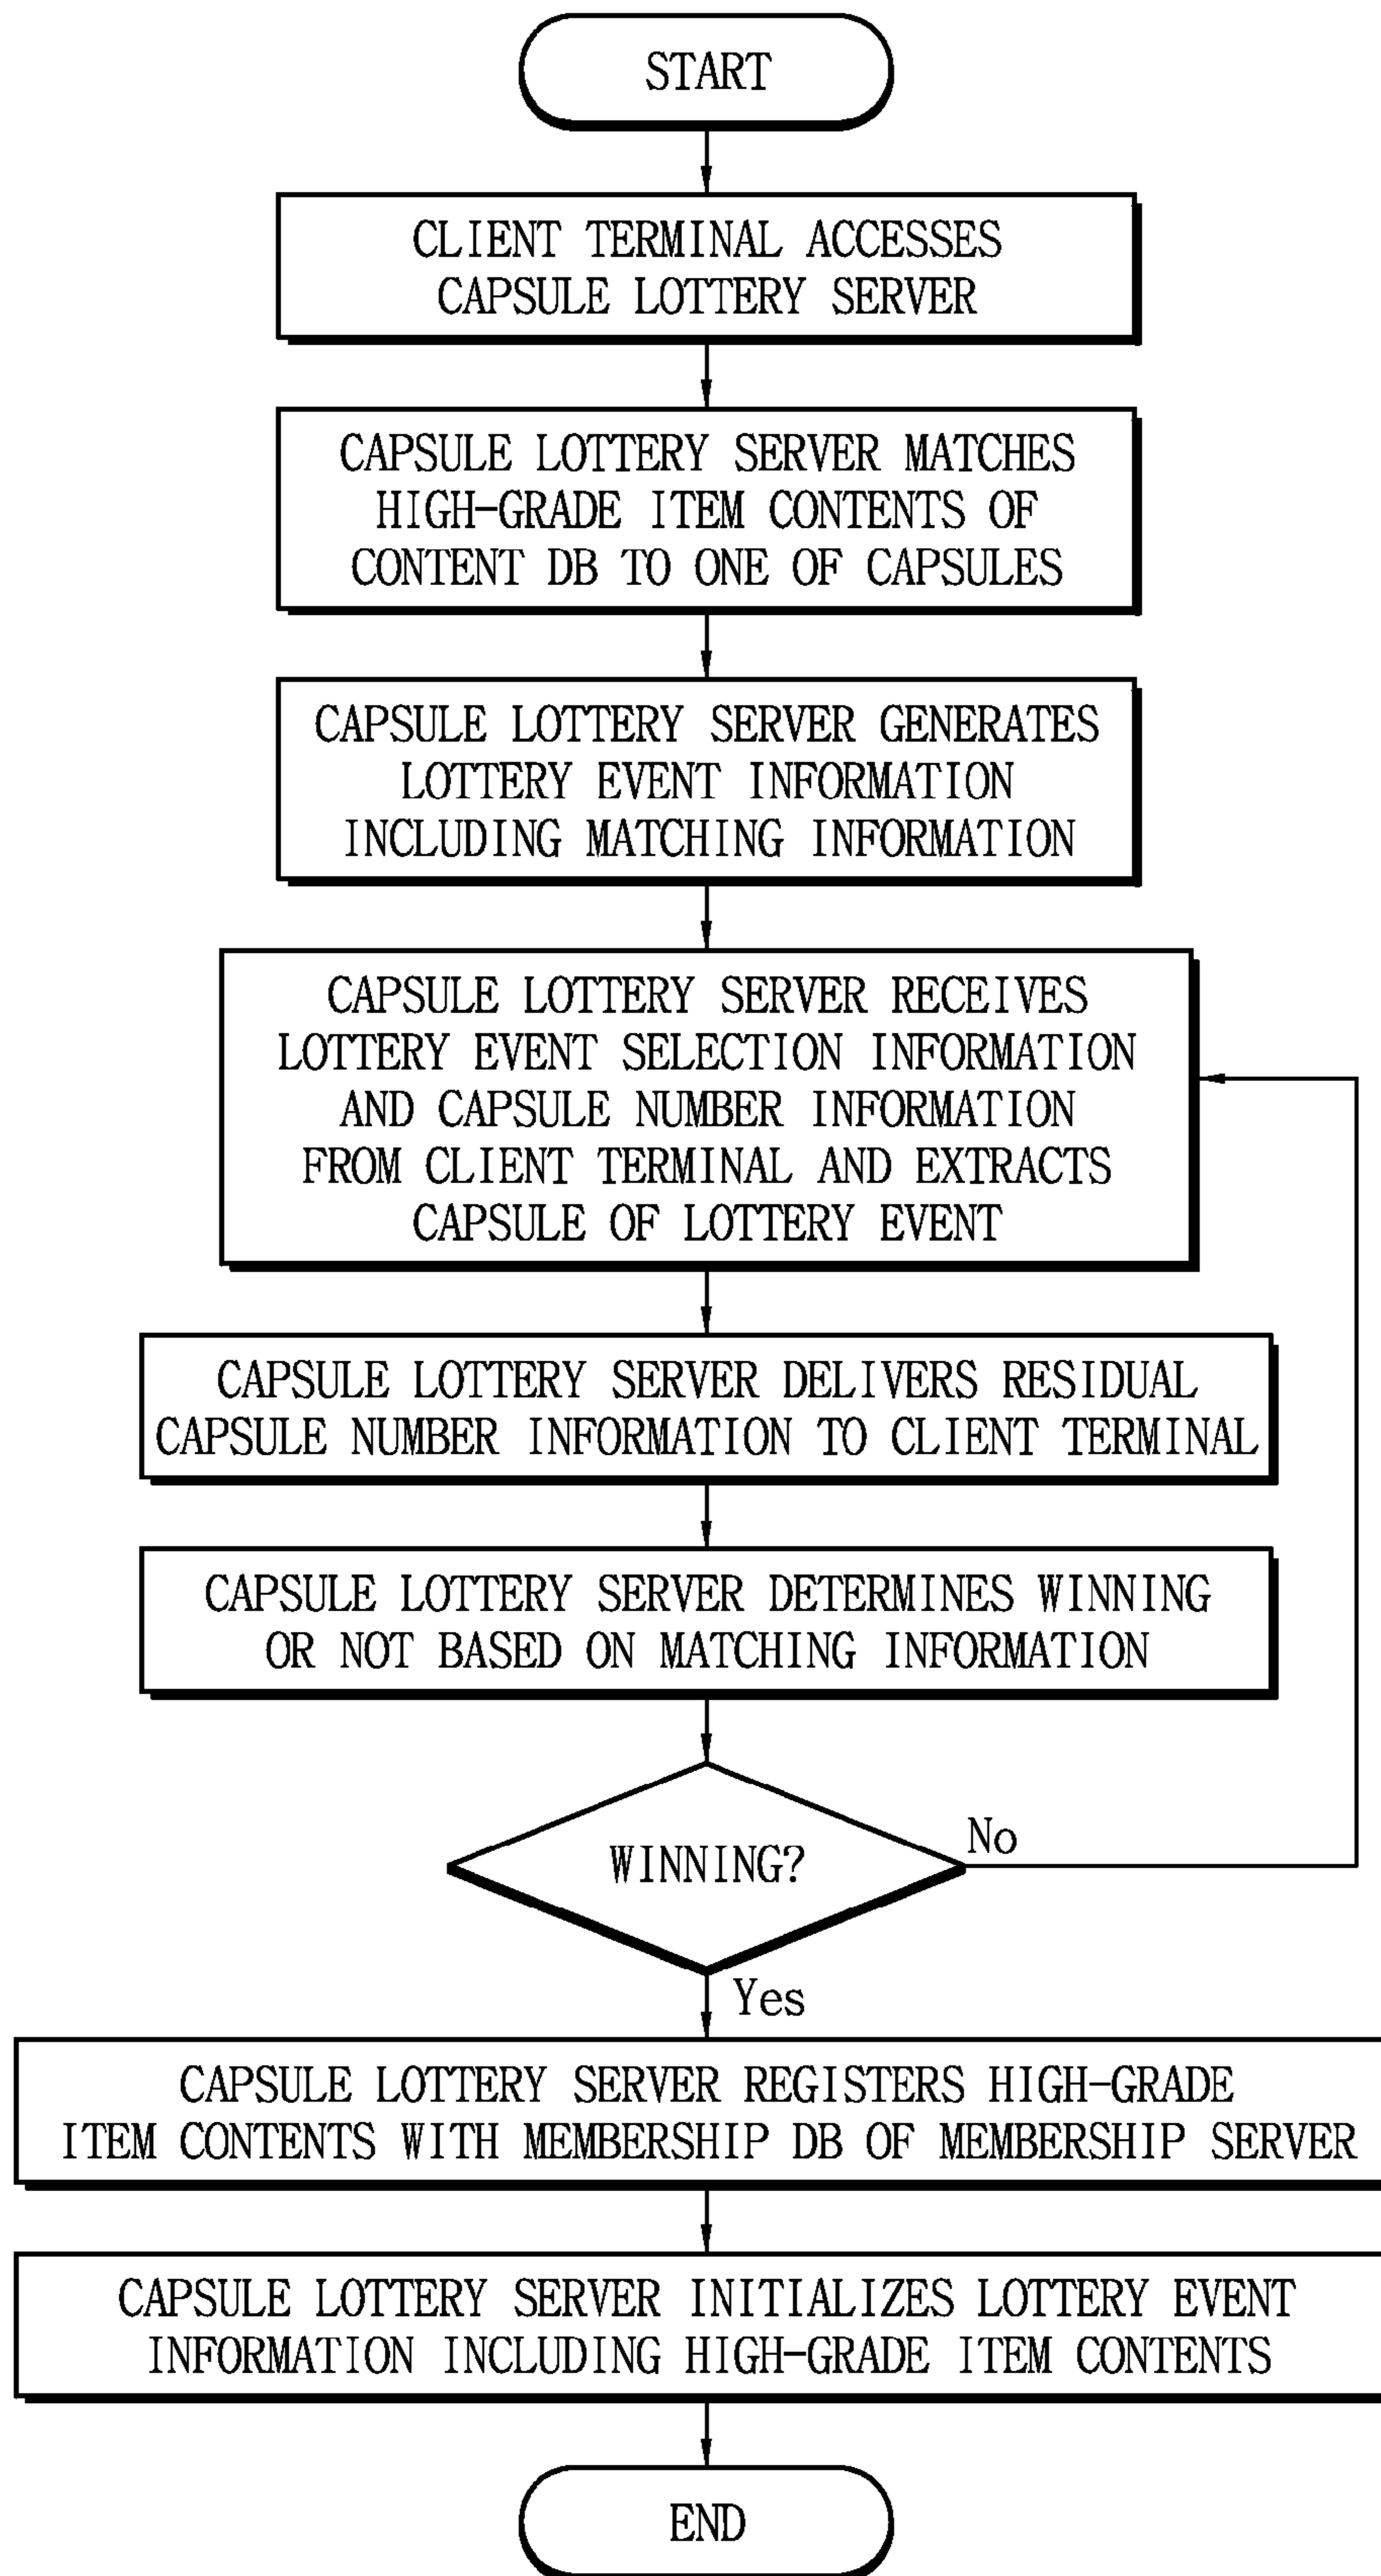 START
CLIENT TERMINAL ACCESSES
CAPSULE LOTTERY SERVER
CAPSULE LOTTERY SERVER MATCHES
HIGH-GRADE ITEM CONTENTS OF
CONTENT DB TO ONE OF CAPSULES
CAPSULE LOTTERY SERVER GENERATES
LOTTERY EVENT INFORMATION
INCLUDING MATCHING INFORMATION
CAPSULE LOTTERY SERVER RECEIVES
LOTTERY EVENT SELECTION INFORMATION
AND CAPSULE NUMBER INFORMATION
FROM CLIENT TERMINAL AND EXTRACTS
CAPSULE OF LOTTERY EVENT
CAPSULE LOTTERY SERVER DELIVERS RESIDUAL
CAPSULE NUMBER INFORMATION TO CLIENT TERMINAL
CAPSULE LOTTERY SERVER DETERMINES WINNING
OR NOT BASED ON MATCHING INFORMATION
WINNING?
No
Yes
CAPSULE LOTTERY SERVER REGISTERS HIGH-GRADE
ITEM CONTENTS WITH MEMBERSHIP DB OF MEMBERSHIP SERVER
CAPSULE LOTTERY SERVER INITIALIZES LOTTERY EVENT
INFORMATION INCLUDING HIGH-GRADE ITEM CONTENTS
END